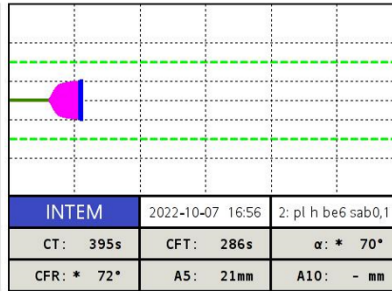 INTEM 2022-10-07 16:56 2: pl h be6 sab0,1
CT: 395s CFT: 286s α: * 70°
CFR: * 72° A5: 21mm A10: - mm